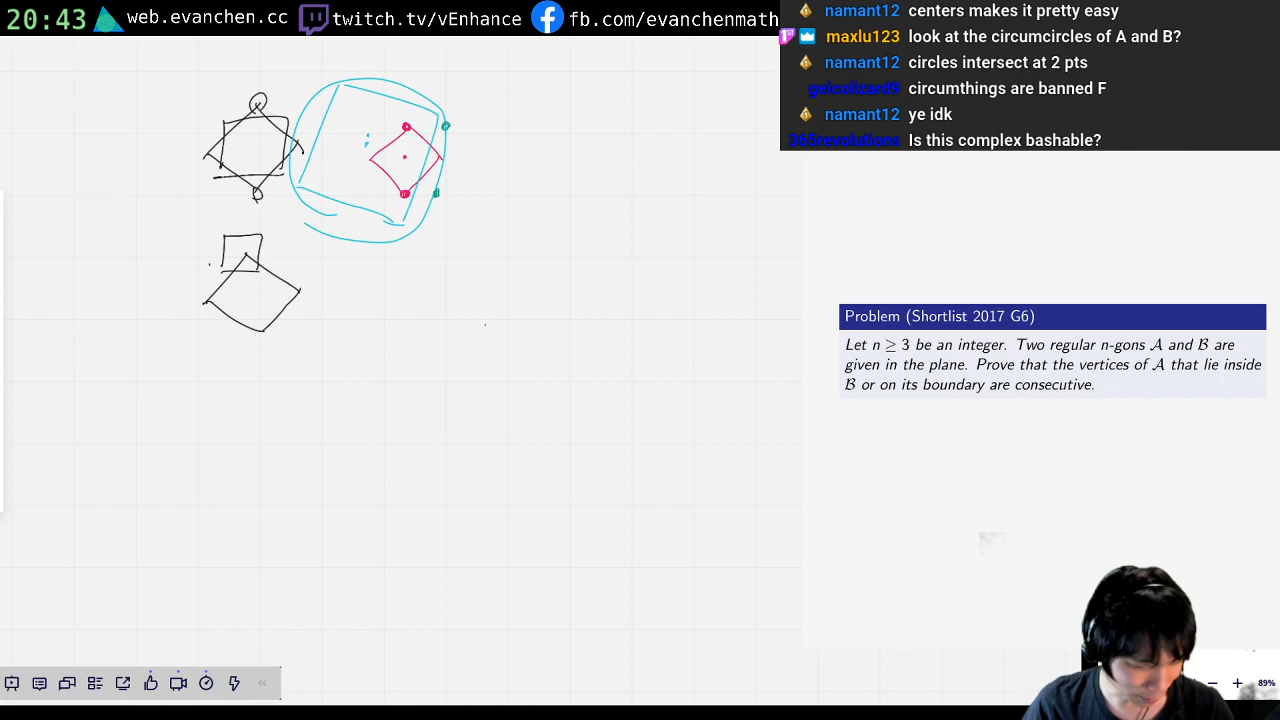 20:43 web.evanchen.cc twitch.tv/vEnhance fb.com/evanchenmath
namant12 centers makes it pretty easy
maxlu123 look at the circumcircles of A and B?
namant12 circles intersect at 2 pts
geicolizard9 circumthings are banned F
namant12 ye idk
365revolutions Is this complex bashable?
Problem (Shortlist 2017 G6)
Let n ≥ 3 be an integer. Two regular n-gons 𝒜 and ℬ are
given in the plane. Prove that the vertices of 𝒜 that lie inside
ℬ or on its boundary are consecutive.
89%